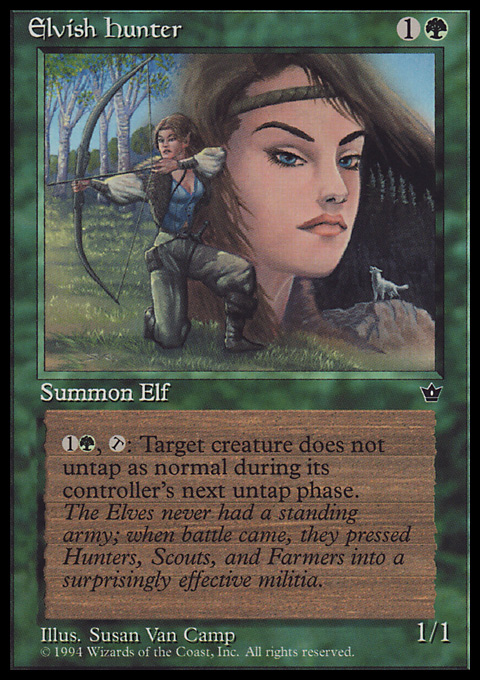 Elvish Hunter 1
Summon Elf
1, T: Target creature does not
untap as normal during its
controller's next untap phase.
The Elves never had a standing
army; when battle came, they pressed
Hunters, Scouts, and Farmers into a
surprisingly effective militia.
Illus. Susan Van Camp 1/1
© 1994 Wizards of the Coast, Inc. All rights reserved.